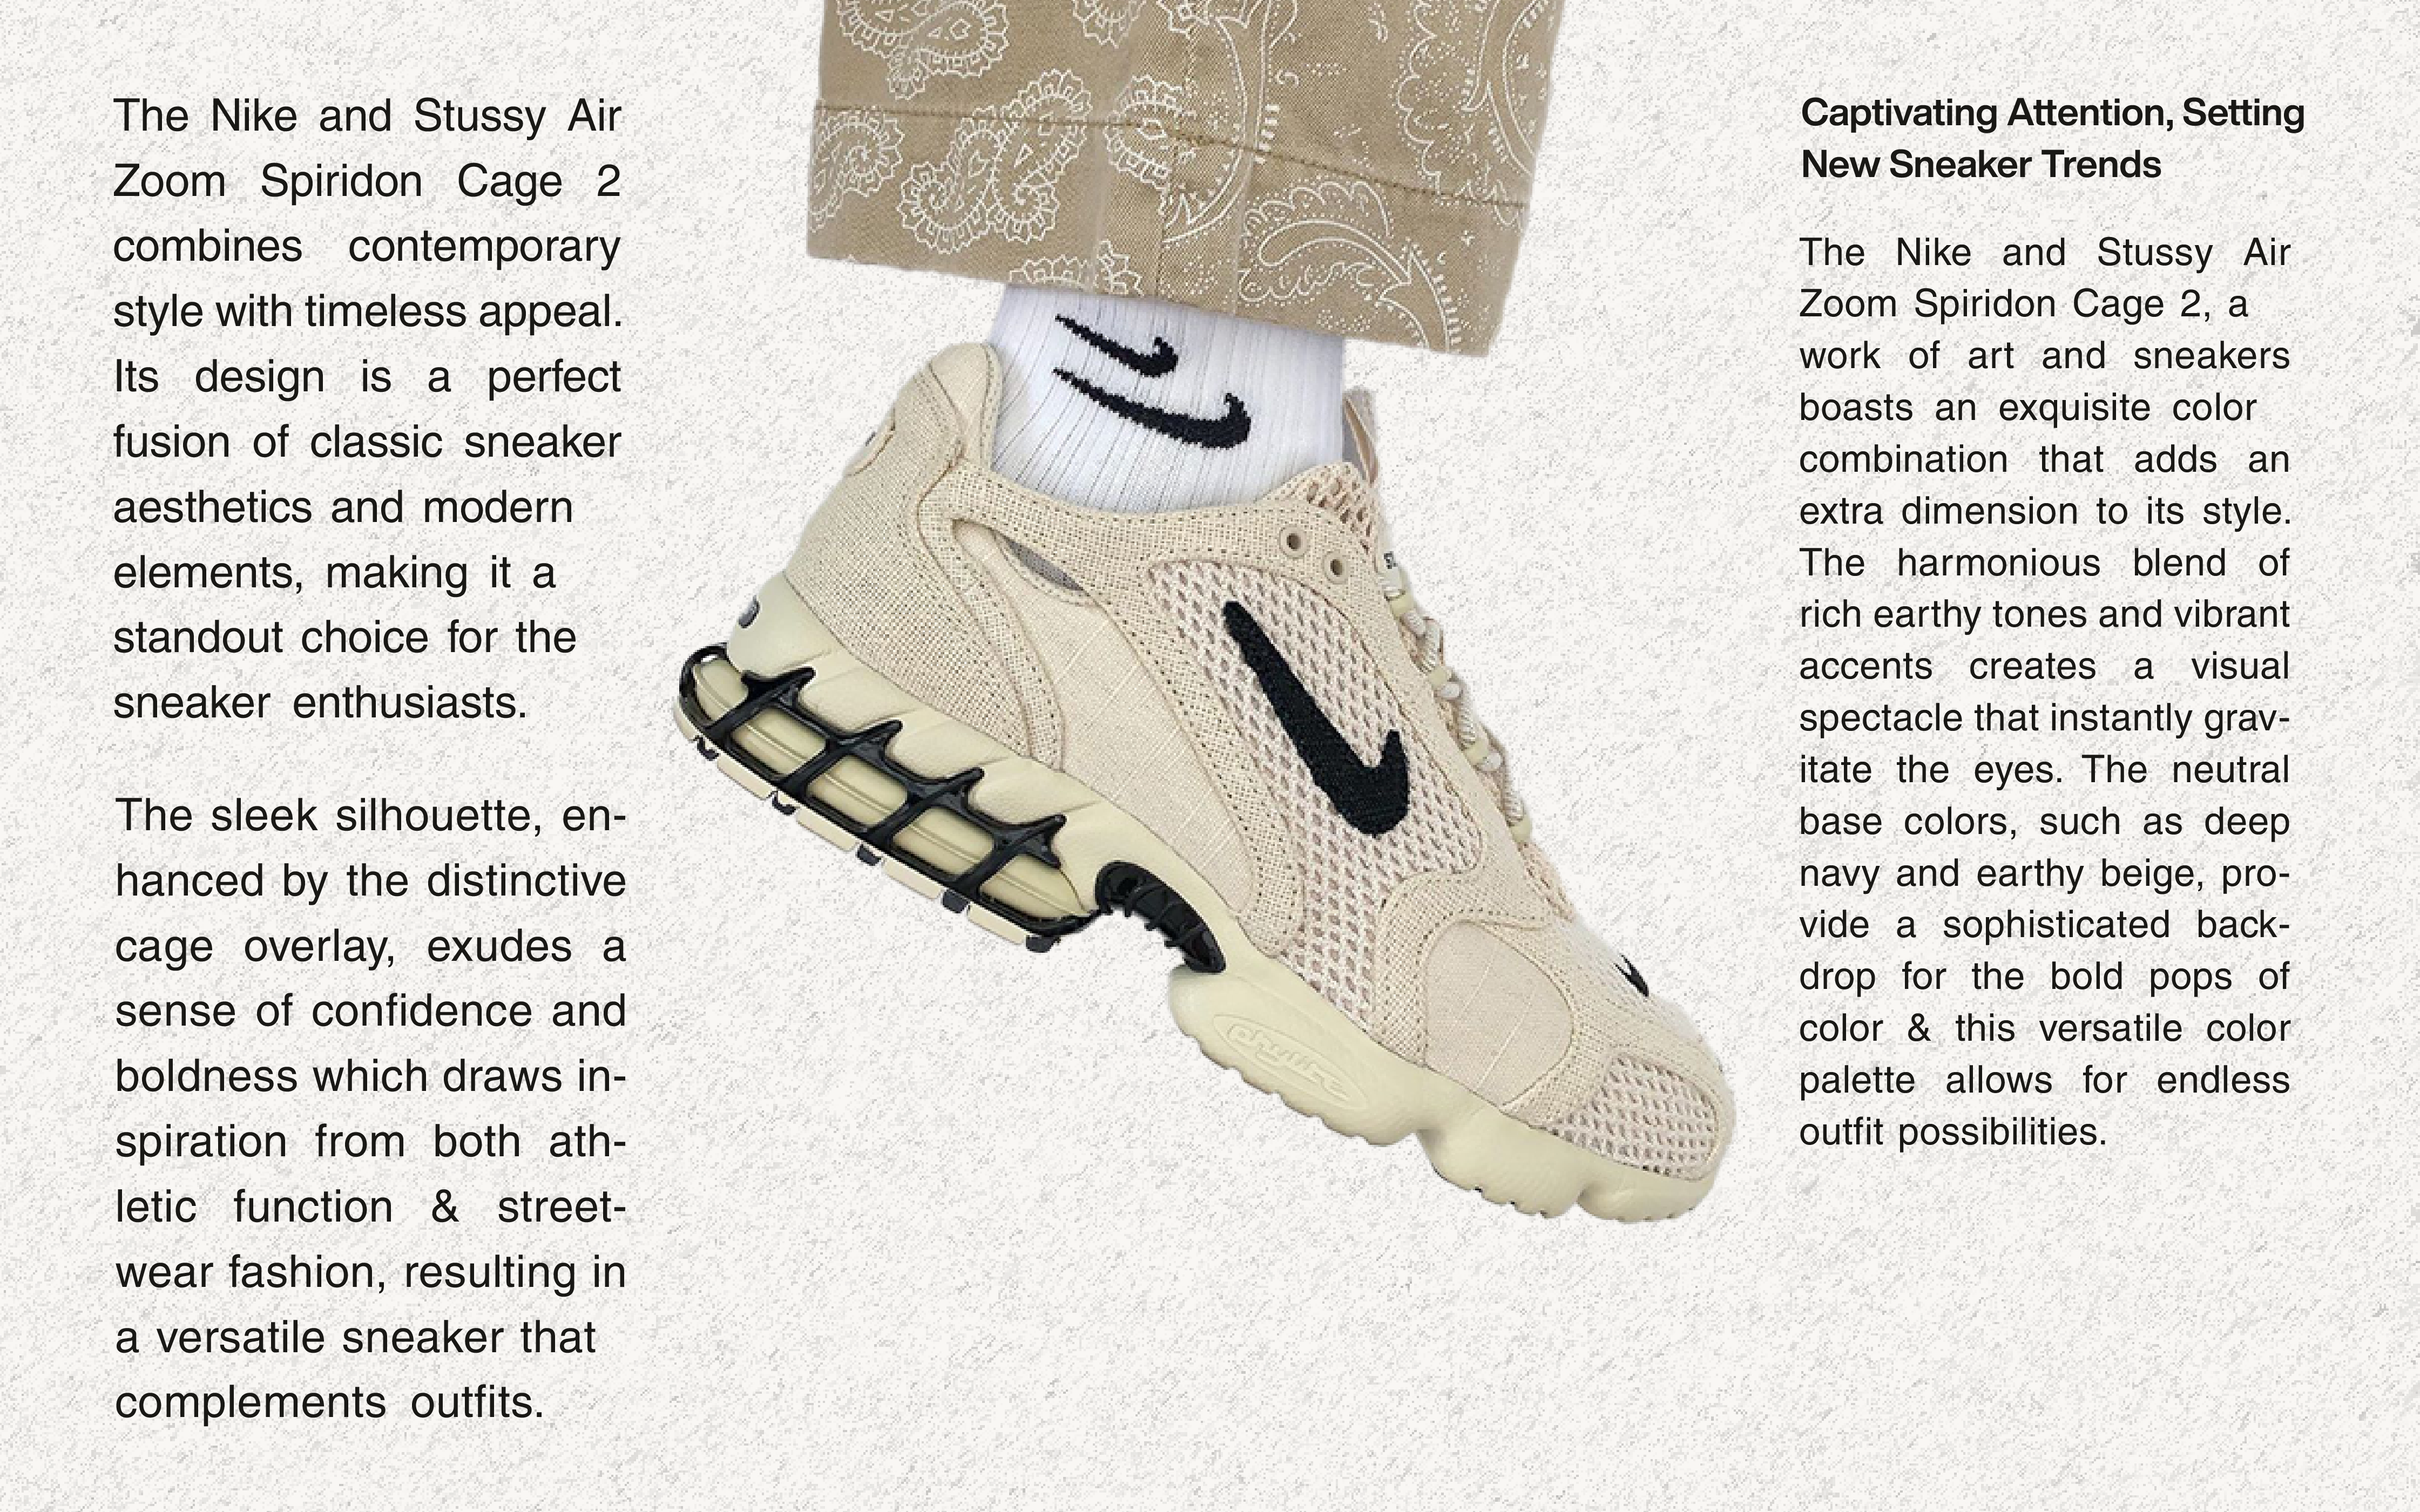 The Nike and Stussy Air
Zoom Spiridon Cage 2
combines contemporary
style with timeless appeal.
Its design is a perfect
fusion of classic sneaker
aesthetics and modern
elements, making it a
standout choice for the
sneaker enthusiasts.
The sleek silhouette, en-
hanced by the distinctive
cage overlay, exudes a
sense of confidence and
boldness which draws in-
spiration from both ath-
letic function & street-
wear fashion, resulting in
a versatile sneaker that
complements outfits.
phylite
Captivating Attention, Setting
New Sneaker Trends
The Nike and Stussy Air
Zoom Spiridon Cage 2, a
work of art and sneakers
boasts an exquisite color
combination that adds an
extra dimension to its style.
The harmonious blend of
rich earthy tones and vibrant
accents creates a visual
spectacle that instantly grav-
itate the eyes. The neutral
base colors, such as deep
navy and earthy beige, pro-
vide a sophisticated back-
drop for the bold pops of
color & this versatile color
palette allows for endless
outfit possibilities.